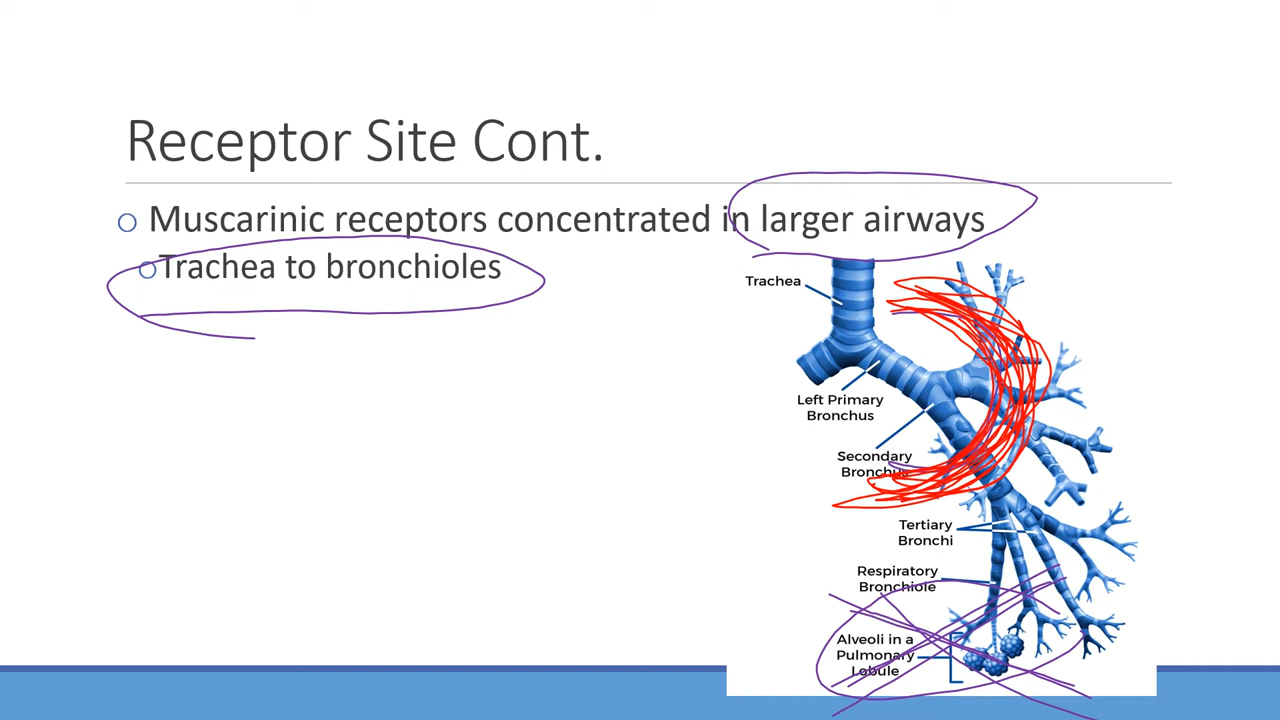 Receptor Site Cont.
o Muscarinic receptors concentrated in larger airways
o Trachea to bronchioles
Trachea
Left Primary
Bronchus
Secondary
Bronchus
Tertiary
Bronchi
Respiratory
Bronchiole
Alveoli in a
Pulmonary
Lobule